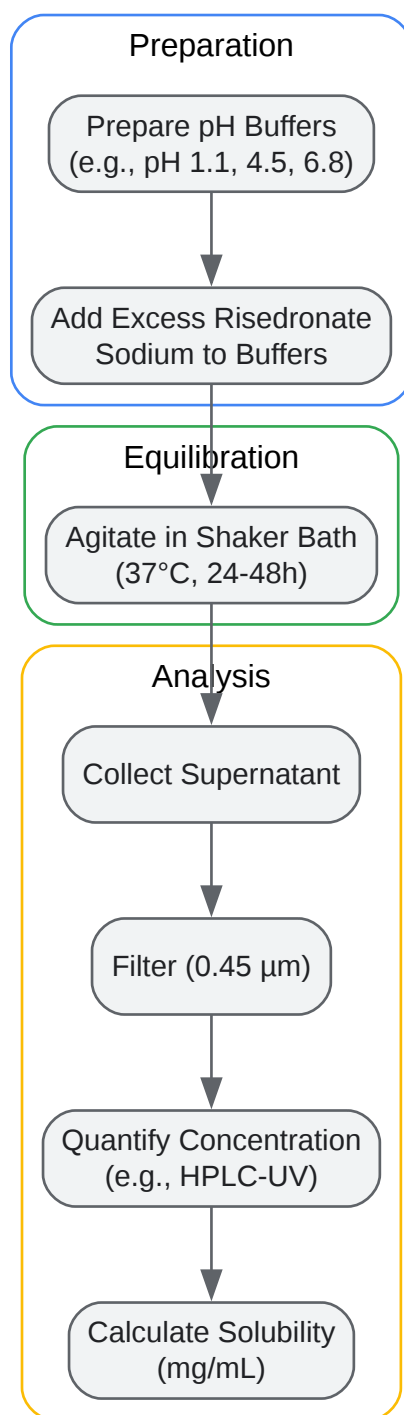 Preparation
Prepare pH Buffers
(e.g., pH 1.1, 4.5, 6.8)
Add Excess Risedronate
Sodium to Buffers
Equilibration
Agitate in Shaker Bath
(37°C, 24-48h)
Analysis
Collect Supernatant
Filter (0.45 µm)
Quantify Concentration
(e.g., HPLC-UV)
Calculate Solubility
(mg/mL)